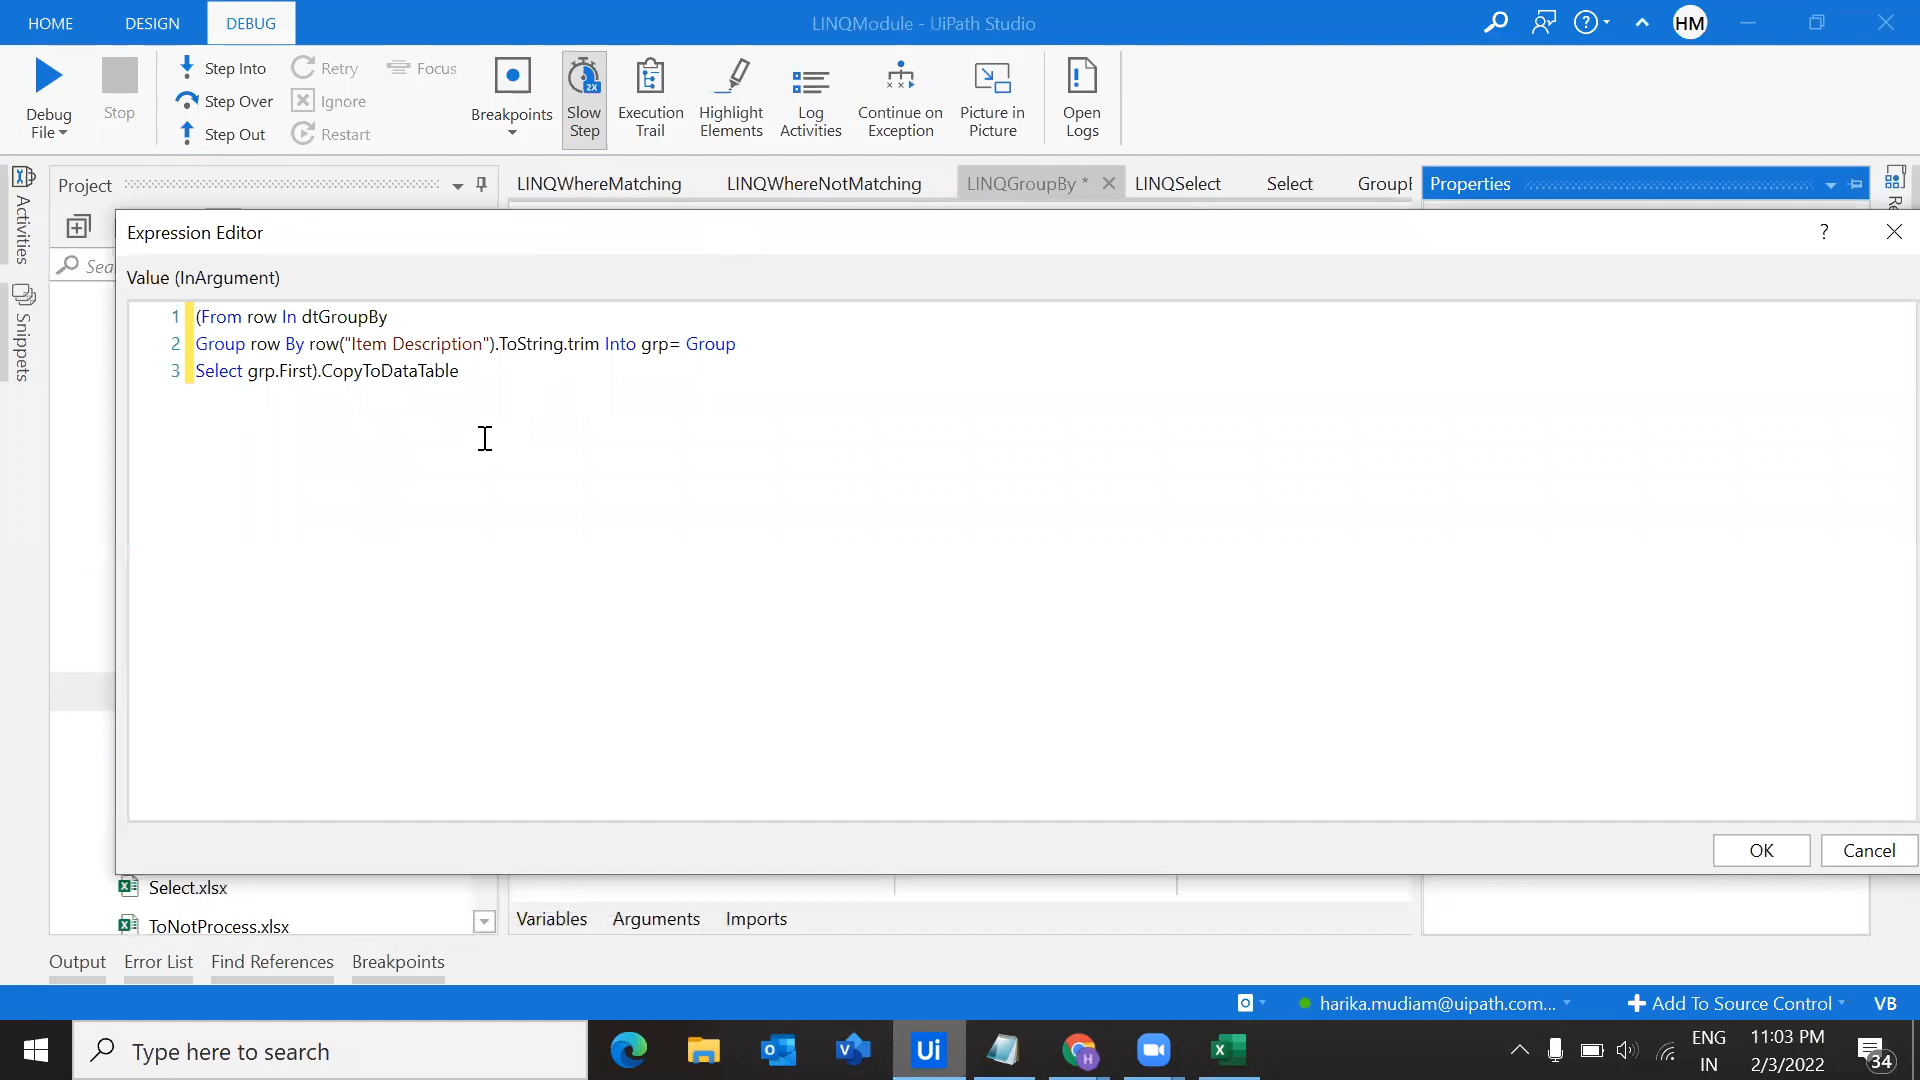 HOME DESIGN DEBUG LINQModule - UiPath Studio HM
Debug File Stop
Step Into Retry Focus
Step Over Ignore
Step Out Restart
Breakpoints
Slow Step
Execution Trail
Highlight Elements
Log Activities
Continue on Exception
Picture in Picture
Open Logs
Project LINQWhereMatching LINQWhereNotMatching LINQGroupBy * LINQSelect Select GroupB Properties
Activities
Snippets
Sea
Re
Expression Editor ?
Value (InArgument)
1 (From row In dtGroupBy
2 Group row By row("Item Description").ToString.trim Into grp= Group
3 Select grp.First).CopyToDataTable
OK Cancel
Select.xlsx
ToNotProcess.xlsx
Variables Arguments Imports
Output Error List Find References Breakpoints
harika.mudiam@uipath.com... Add To Source Control VB
Type here to search Ui ENG IN 11:03 PM 2/3/2022 34